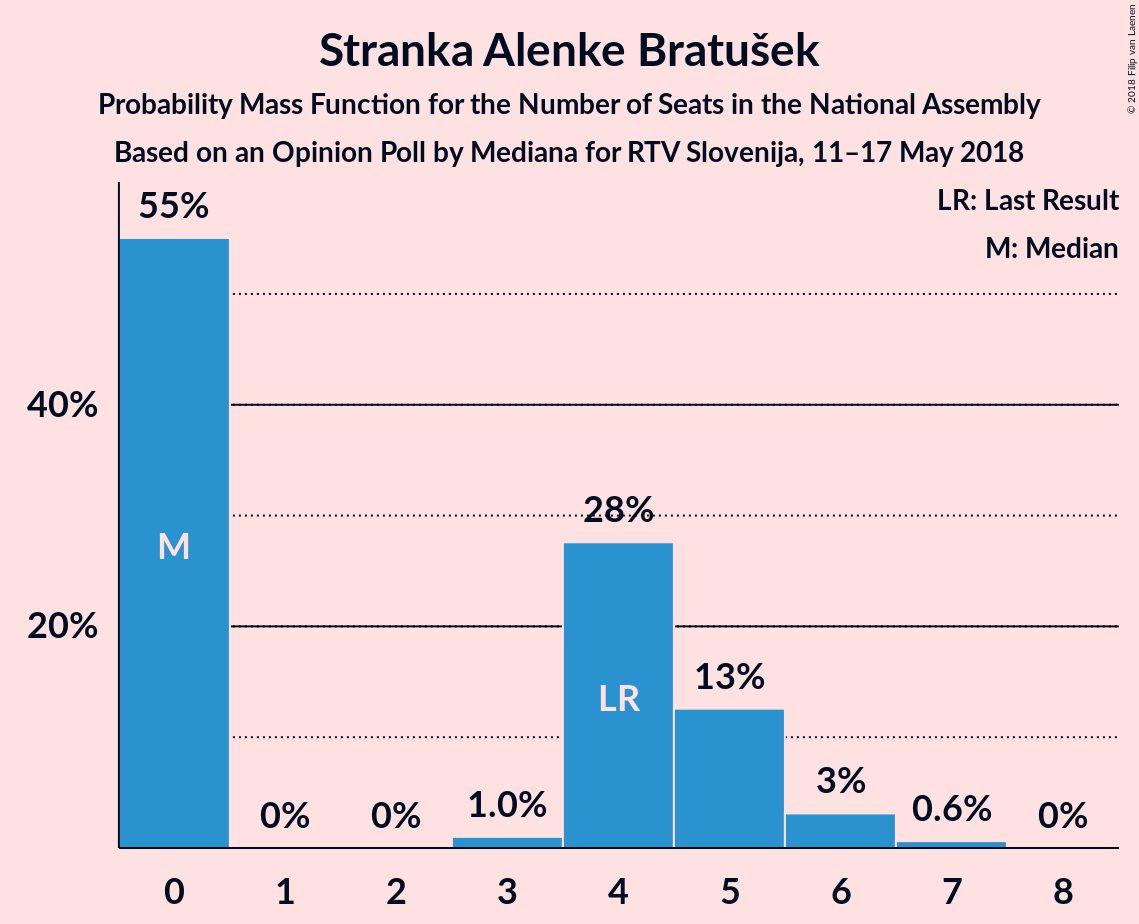 Stranka Alenke Bratušek
Probability Mass Function for the Number of Seats in the National Assembly
Based on an Opinion Poll by Mediana for RTV Slovenija, 11–17 May 2018
© 2018 Filip van Laenen
LR: Last Result
M: Median
55%
40%
28%
M
20%
13%
LR
3%
1.0%
0.6%
0%
0%
0%
0 1 2 3 4 5 6 7 8